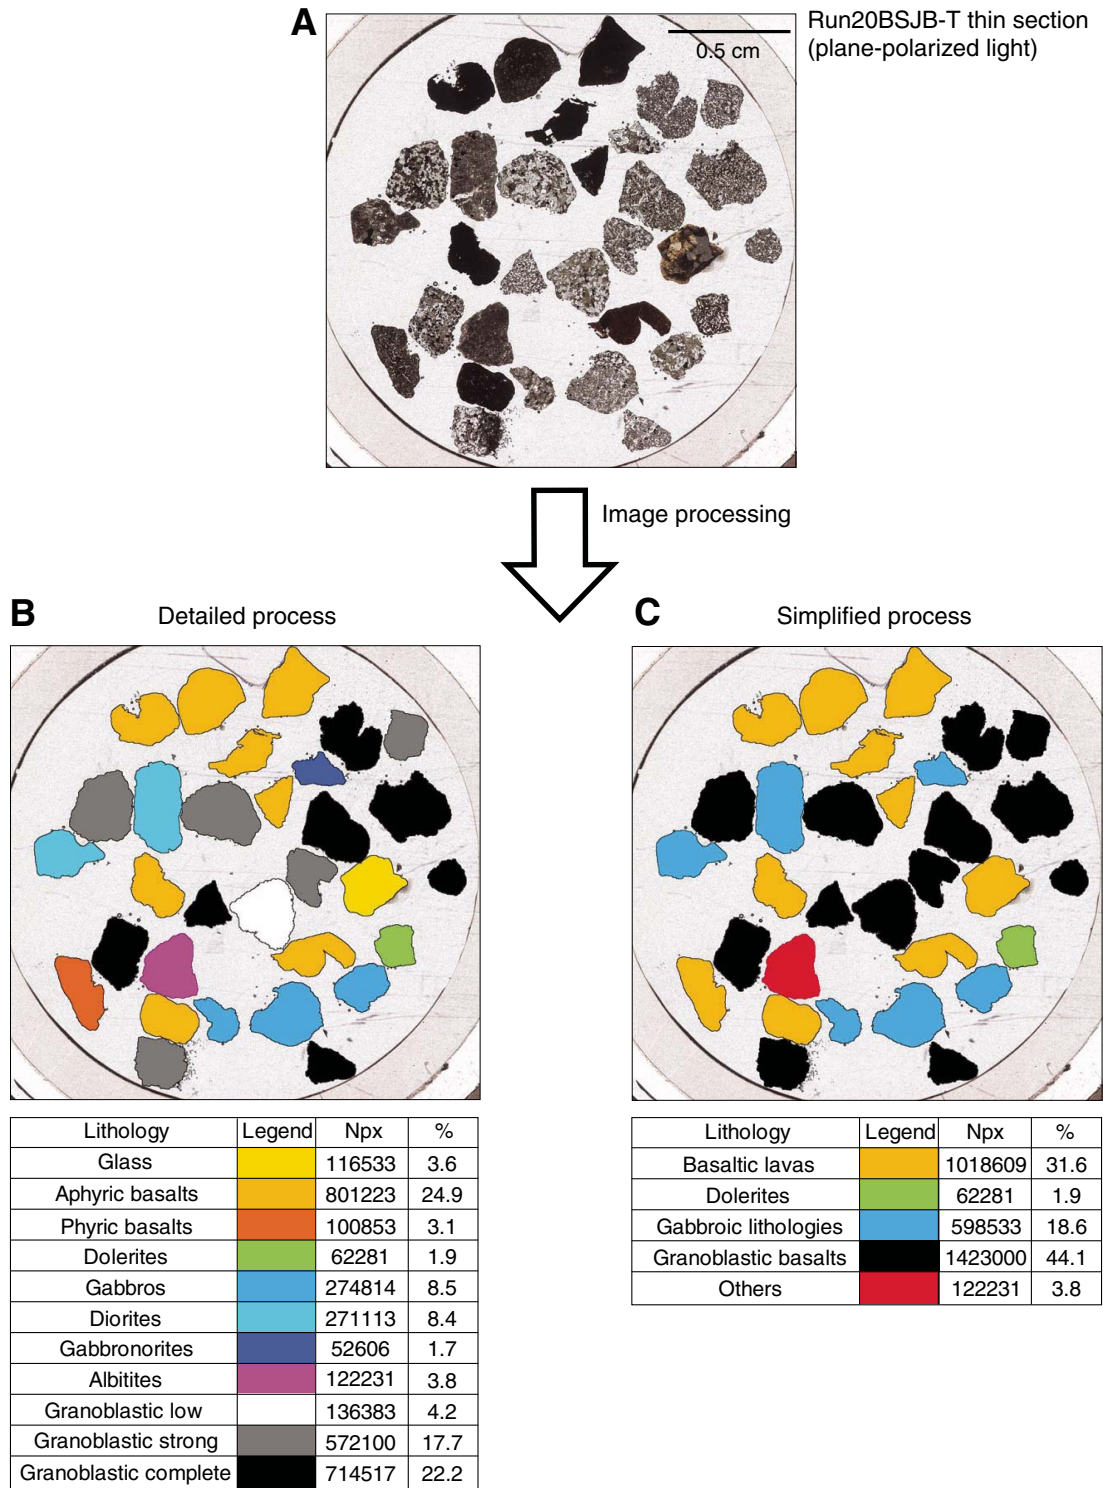 A
Run20BSJB-T thin section
(plane-polarized light)
0.5 cm
Image processing
B
Detailed process
C
Simplified process
Lithology Legend Npx %
Glass 116533 3.6
Aphyric basalts 801223 24.9
Phyric basalts 100853 3.1
Dolerites 62281 1.9
Gabbros 274814 8.5
Diorites 271113 8.4
Gabbronorites 52606 1.7
Albitites 122231 3.8
Granoblastic low 136383 4.2
Granoblastic strong 572100 17.7
Granoblastic complete 714517 22.2
Lithology Legend Npx %
Basaltic lavas 1018609 31.6
Dolerites 62281 1.9
Gabbroic lithologies 598533 18.6
Granoblastic basalts 1423000 44.1
Others 122231 3.8